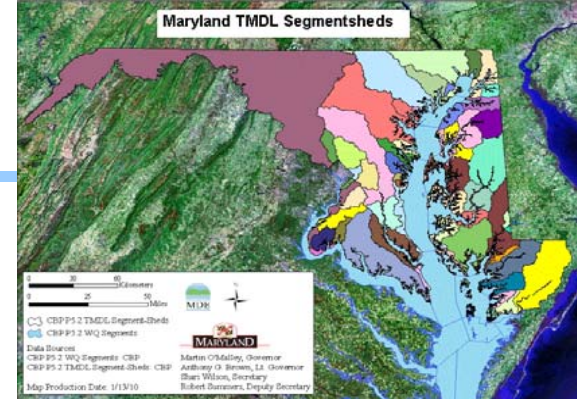 Maryland TMDL Segmentsheds
0 30 60
Kilometers
0 25 50
Miles
MDE
CBP P5.2 TMDL Segment-Sheds
CBP P5.2 WQ Segments
MARYLAND
Data Sources
CBP P5.2 WQ Segments: CBP
CBP P5.2 TMDL Segment-Sheds: CBP
Map Production Date: 1/13/10
Martin O'Malley, Governor
Anthony G. Brown, Lt. Governor
Shari Wilson, Secretary
Robert Summers, Deputy Secretary